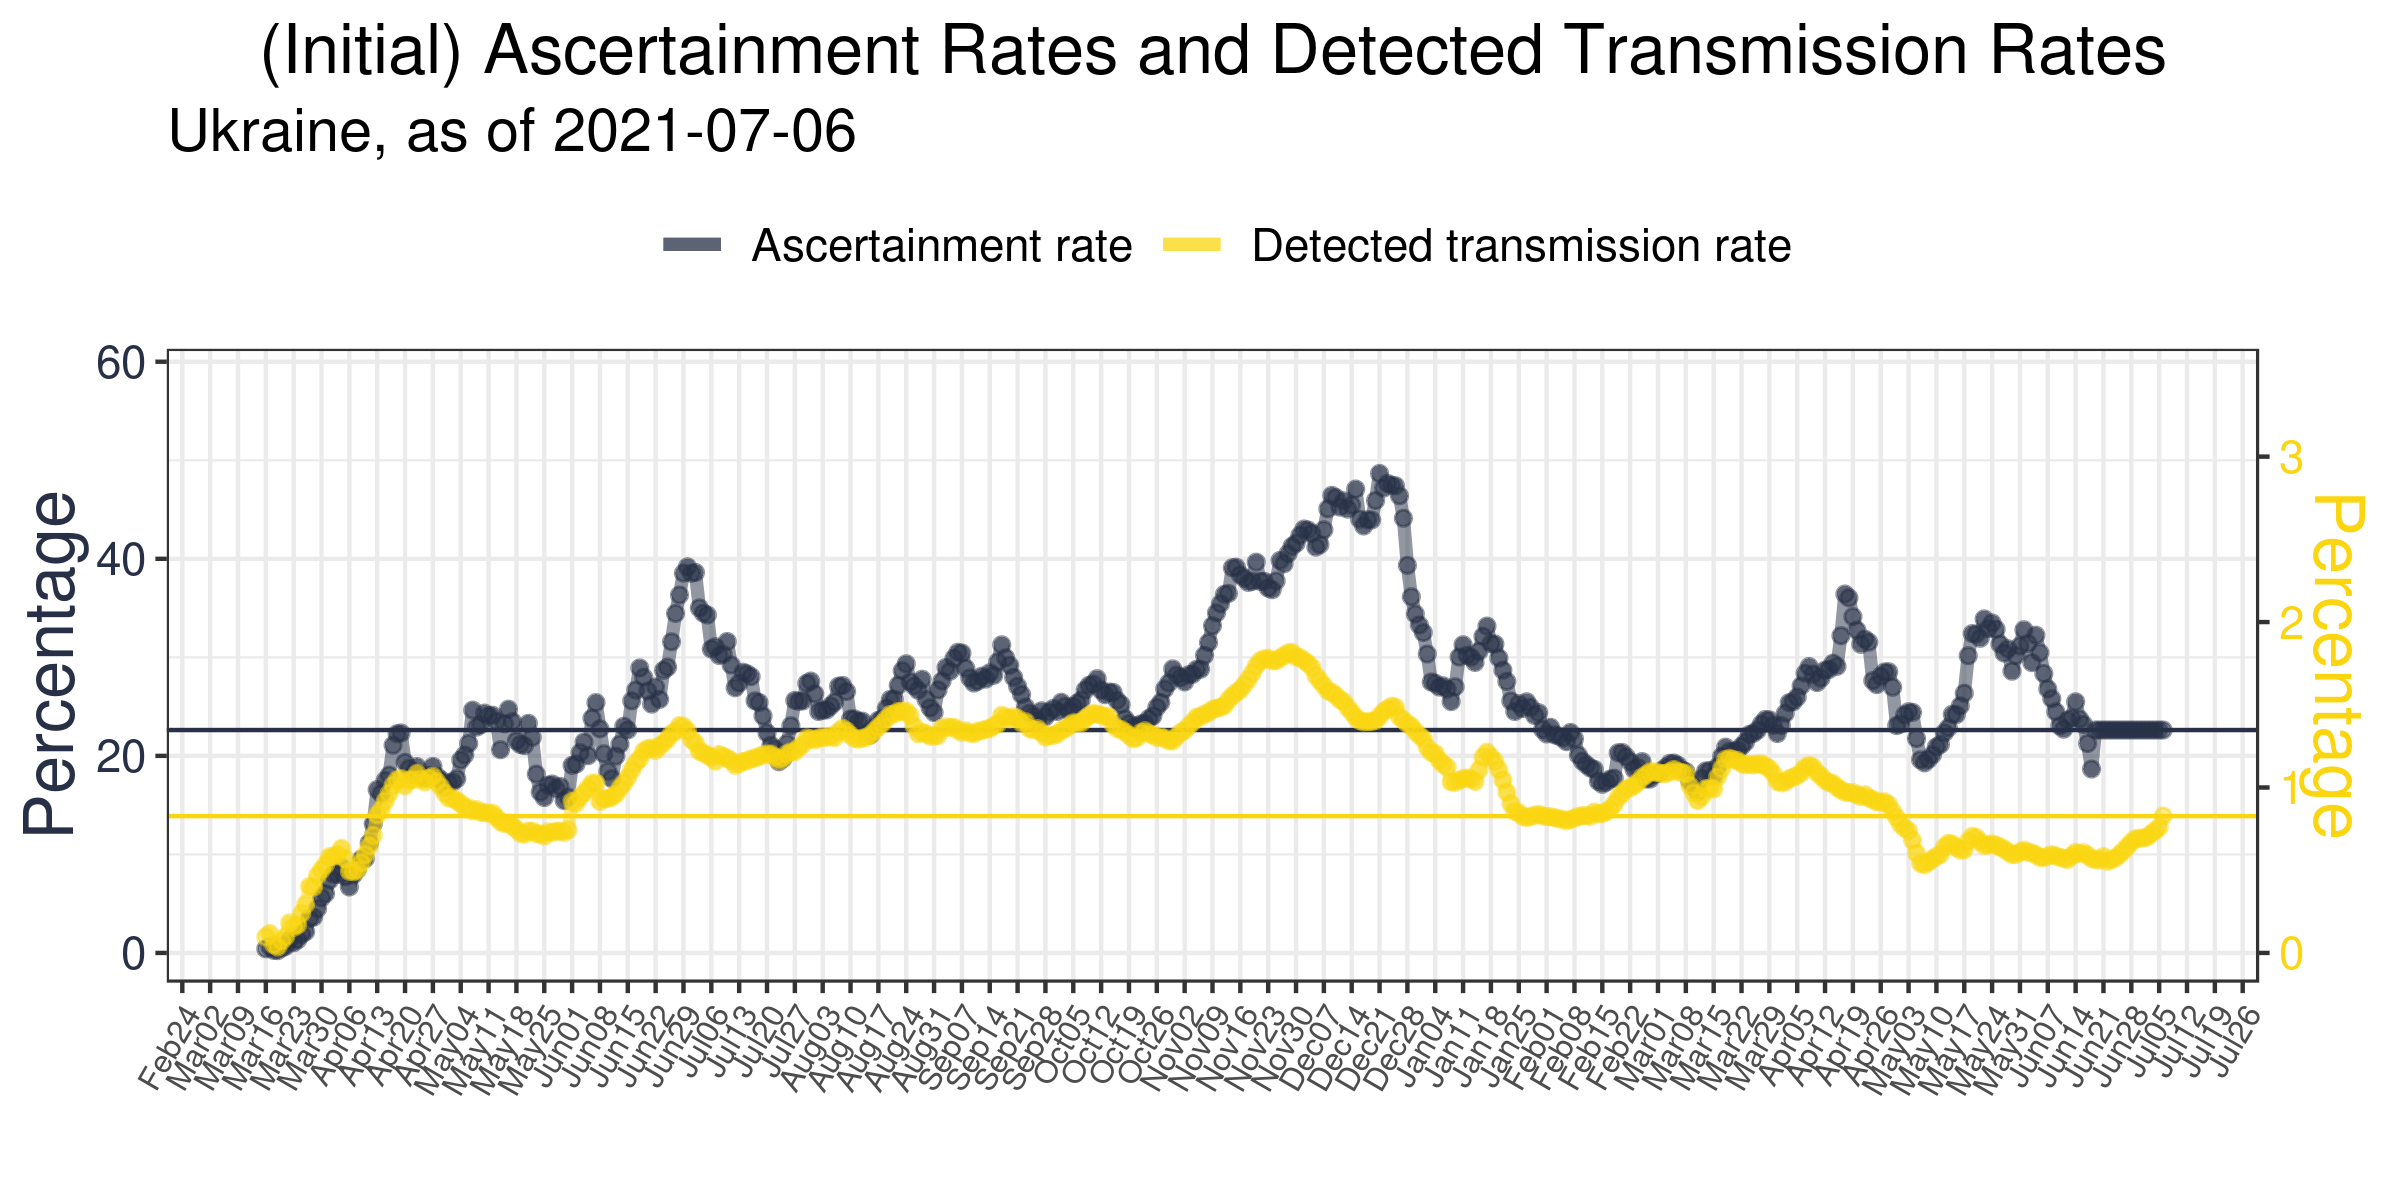 (Initial) Ascertainment Rates and Detected Transmission Rates
Ukraine, as of 2021-07-06
Ascertainment rate Detected transmission rate
Percentage
60
40
20
0
3
2
1
0
Percentage
Feb24 Mar02 Mar09 Mar16 Mar23 Mar30 Apr06 Apr13 Apr20 Apr27 May04 May11 May18 May25 Jun01 Jun08 Jun15 Jun22 Jun29 Jul06 Jul13 Jul20 Jul27 Aug03 Aug10 Aug17 Aug24 Aug31 Sep07 Sep14 Sep21 Sep28 Oct05 Oct12 Oct19 Oct26 Nov02 Nov09 Nov16 Nov23 Nov30 Dec07 Dec14 Dec21 Dec28 Jan04 Jan11 Jan18 Jan25 Feb01 Feb08 Feb15 Feb22 Mar01 Mar08 Mar15 Mar22 Mar29 Apr05 Apr12 Apr19 Apr26 May03 May10 May17 May24 May31 Jun07 Jun14 Jun21 Jun28 Jul05 Jul12 Jul19 Jul26